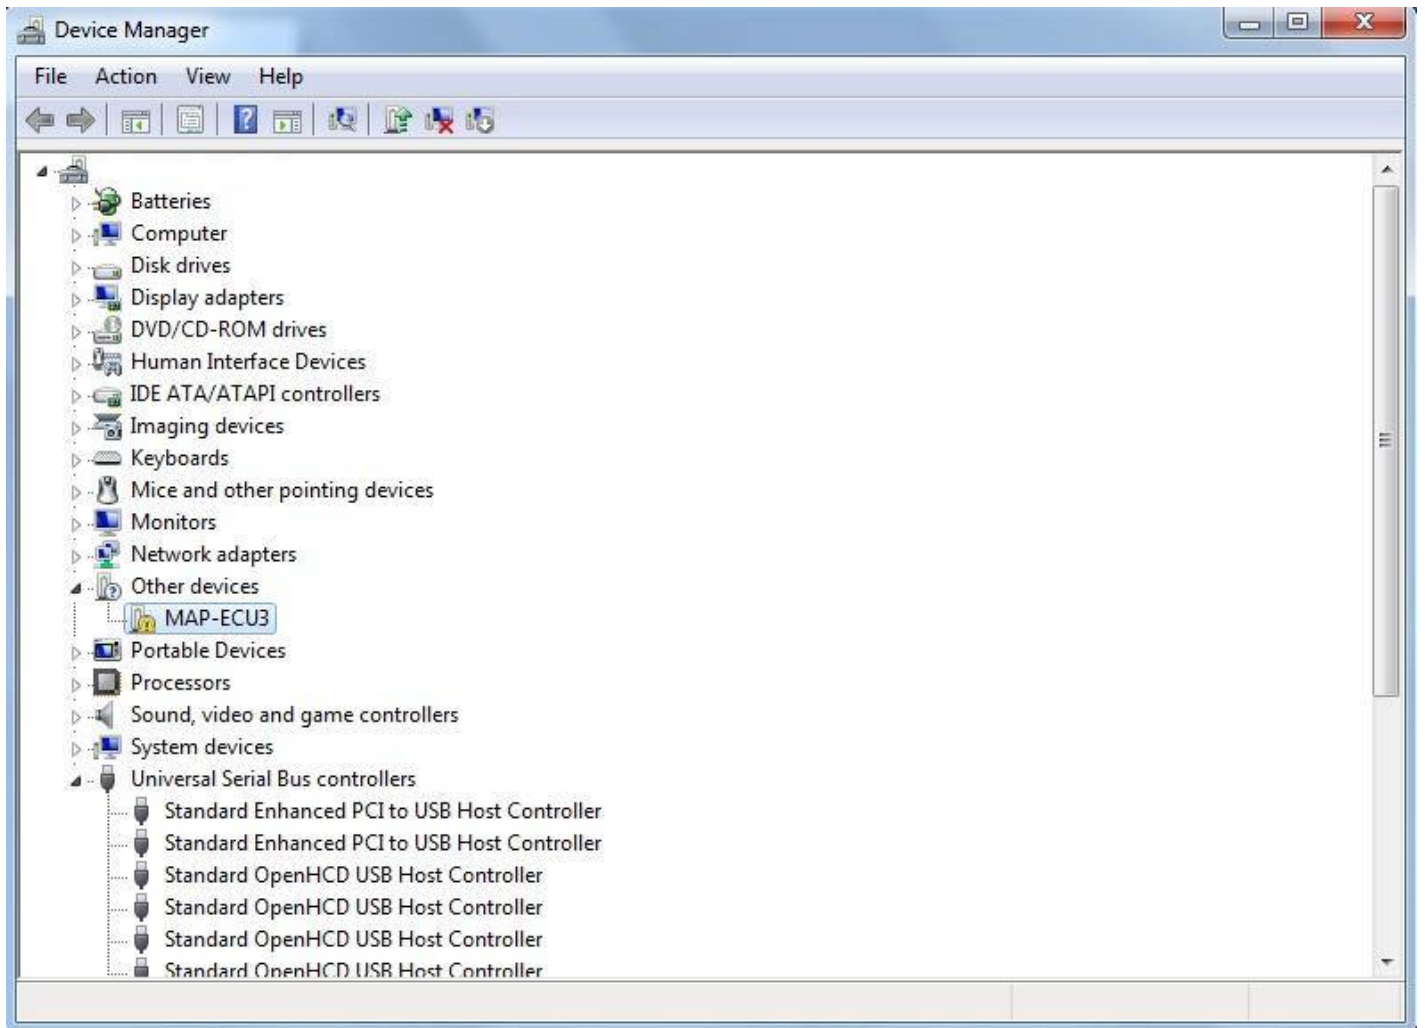 Device Manager
File Action View Help
Batteries
Computer
Disk drives
Display adapters
DVD/CD-ROM drives
Human Interface Devices
IDE ATA/ATAPI controllers
Imaging devices
Keyboards
Mice and other pointing devices
Monitors
Network adapters
Other devices
MAP-ECU3
Portable Devices
Processors
Sound, video and game controllers
System devices
Universal Serial Bus controllers
Standard Enhanced PCI to USB Host Controller
Standard Enhanced PCI to USB Host Controller
Standard OpenHCD USB Host Controller
Standard OpenHCD USB Host Controller
Standard OpenHCD USB Host Controller
Standard OpenHCD USB Host Controller